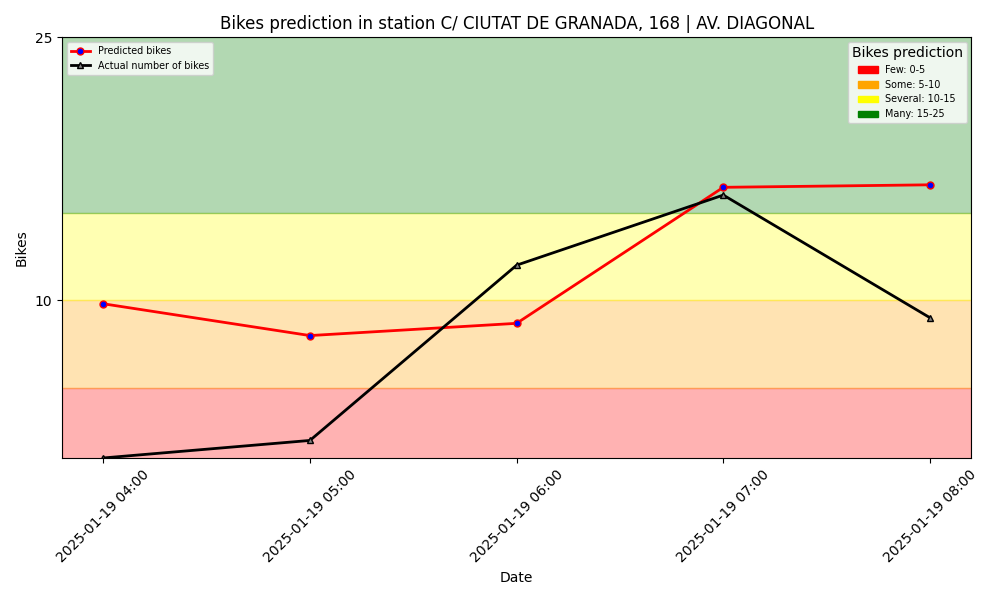 Bikes prediction in station C/ CIUTAT DE GRANADA, 168 | AV. DIAGONAL
25
Predicted bikes
Actual number of bikes
Bikes prediction
Few: 0-5
Some: 5-10
Several: 10-15
Many: 15-25
Bikes
10
2025-01-19 04:00
2025-01-19 05:00
2025-01-19 06:00
2025-01-19 07:00
2025-01-19 08:00
Date